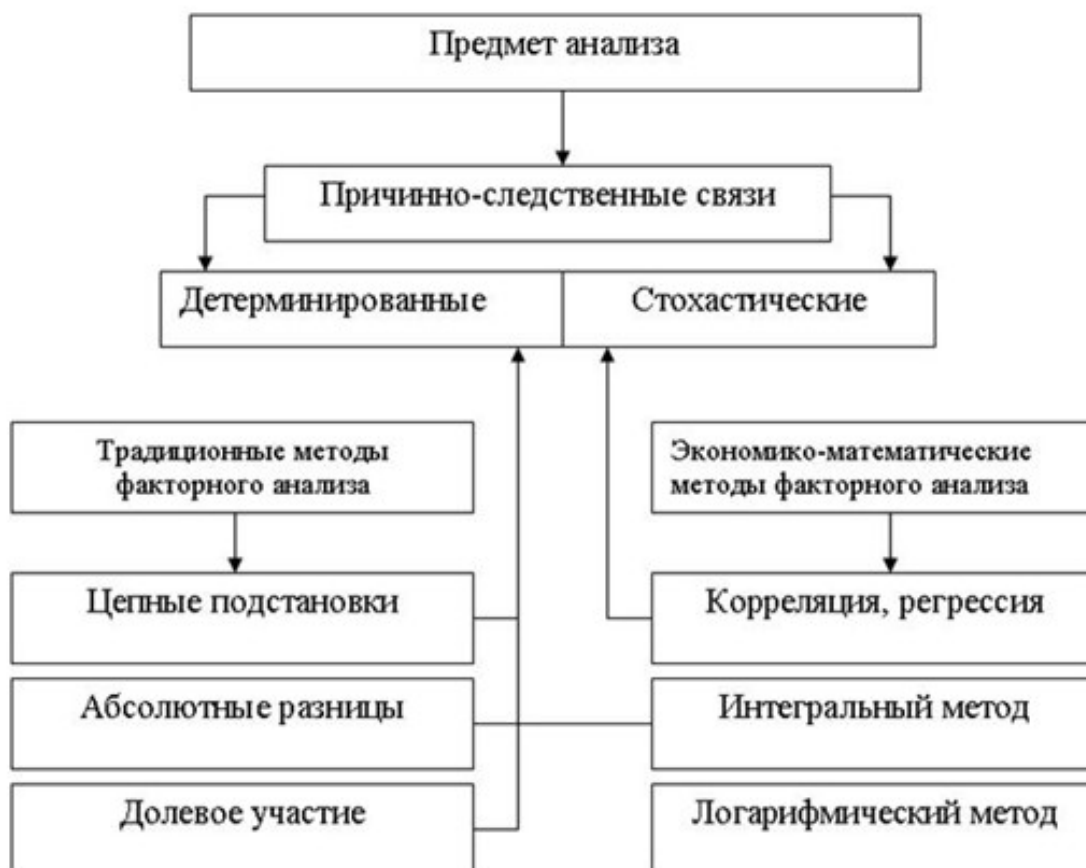 Предмет анализа
Причинно-следственные связи
Детерминированные
Стохастические
Традиционные методы
факторного анализа
Экономико-математические
методы факторного анализа
Цепные подстановки
Корреляция, регрессия
Абсолютные разницы
Интегральный метод
Долевое участие
Логарифмический метод